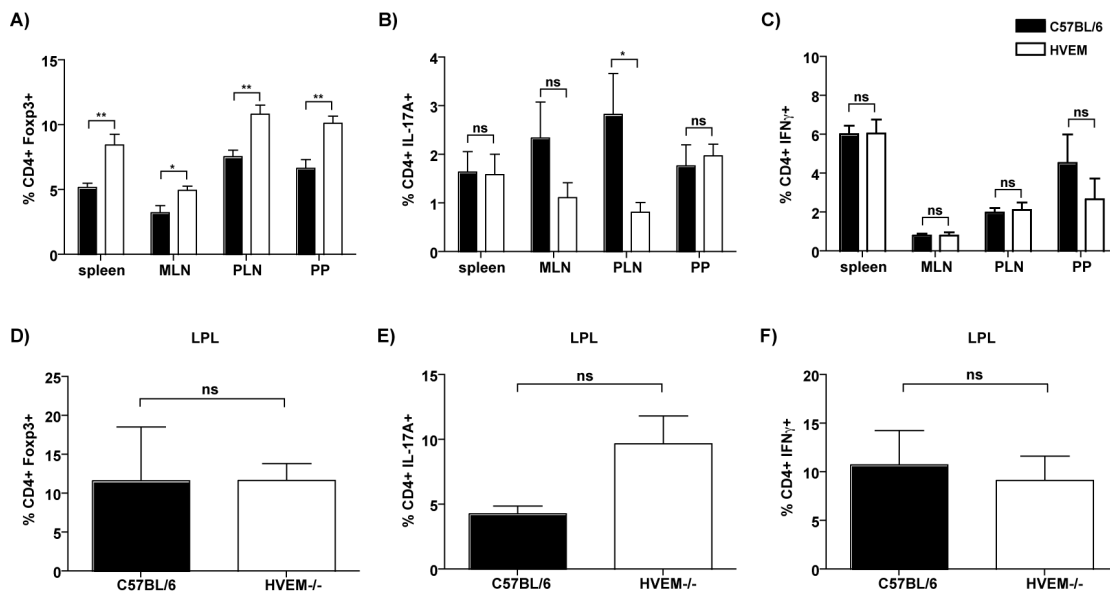 A)
% CD4+ Foxp3+
15
10
5
0
**
*
**
**
spleen MLN PLN PP
B)
% CD4+ IL-17A+
4
3
2
1
0
ns
ns
*
ns
spleen MLN PLN PP
C)
C57BL/6
HVEM
% CD4+ IFNγ+
10
8
6
4
2
0
ns
ns
ns
ns
spleen MLN PLN PP
D)
LPL
% CD4+ Foxp3+
25
20
15
10
5
0
ns
C57BL/6 HVEM-/-
E)
LPL
% CD4+ IL-17A+
15
10
5
0
ns
C57BL/6 HVEM-/-
F)
LPL
% CD4+ IFNγ+
20
15
10
5
0
ns
C57BL/6 HVEM-/-